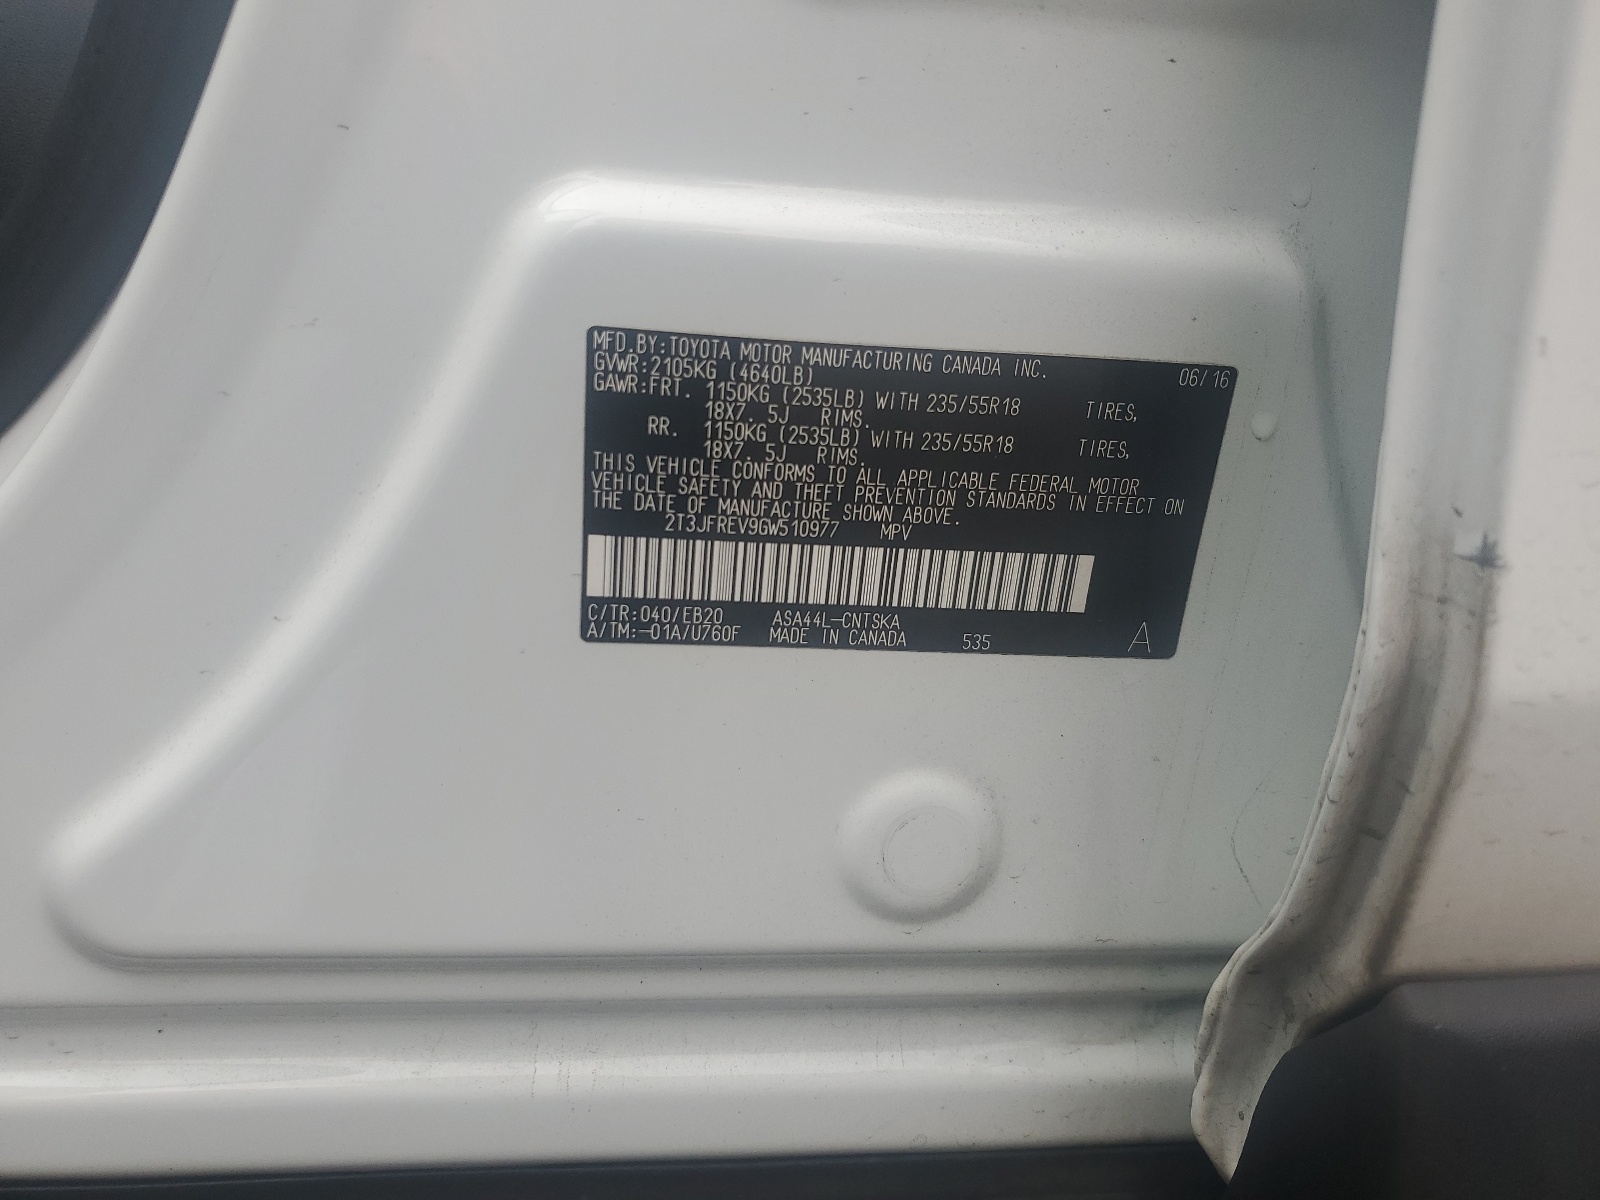 MFD.BY:TOYOTA MOTOR MANUFACTURING CANADA INC. 06/16
GVWR:2105KG (4640LB)
GAWR:FRT. 1150KG (2535LB) WITH 235/55R18 TIRES,
18X7. 5J RIMS.
RR. 1150KG (2535LB) WITH 235/55R18 TIRES,
18X7. 5J RIMS.
THIS VEHICLE CONFORMS TO ALL APPLICABLE FEDERAL MOTOR
VEHICLE SAFETY AND THEFT PREVENTION STANDARDS IN EFFECT ON
THE DATE OF MANUFACTURE SHOWN ABOVE.
2T3JFREV9GW510977 MPV
C/TR:040/EB20 ASA44L-CNTSKA
A/TM:-01A/U760F MADE IN CANADA 535 A